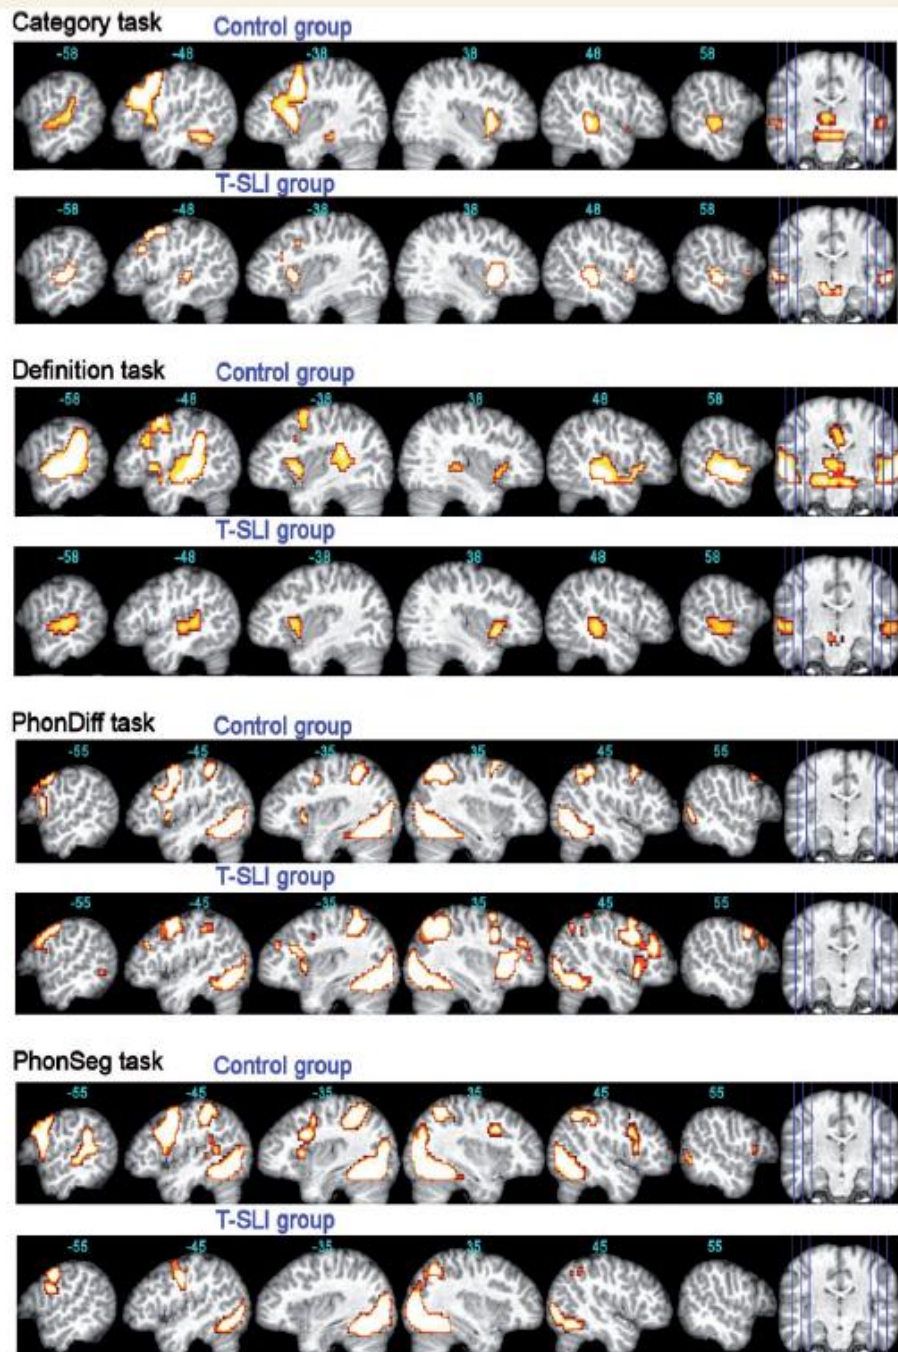 Category task Control group
-58 -48 -38 38 48 58
T-SLI group
-58 -48 -38 38 48 58
Definition task Control group
-58 -48 -38 38 48 58
T-SLI group
-58 -48 -38 38 48 58
PhonDiff task Control group
-55 -45 -35 35 45 55
T-SLI group
-55 -45 -35 35 45 55
PhonSeg task Control group
-55 -45 -35 35 45 55
T-SLI group
-55 -45 -35 35 45 55